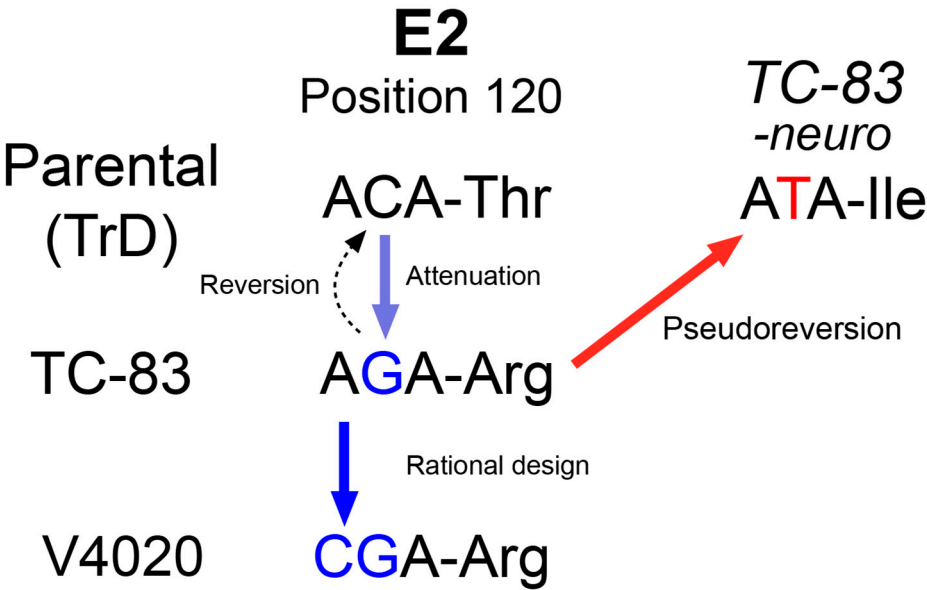 E2
Position 120
TC-83
-neuro
Parental
(TrD)
ACA-Thr
ATA-Ile
Reversion
Attenuation
Pseudoreversion
TC-83
AGA-Arg
Rational design
V4020
CGA-Arg